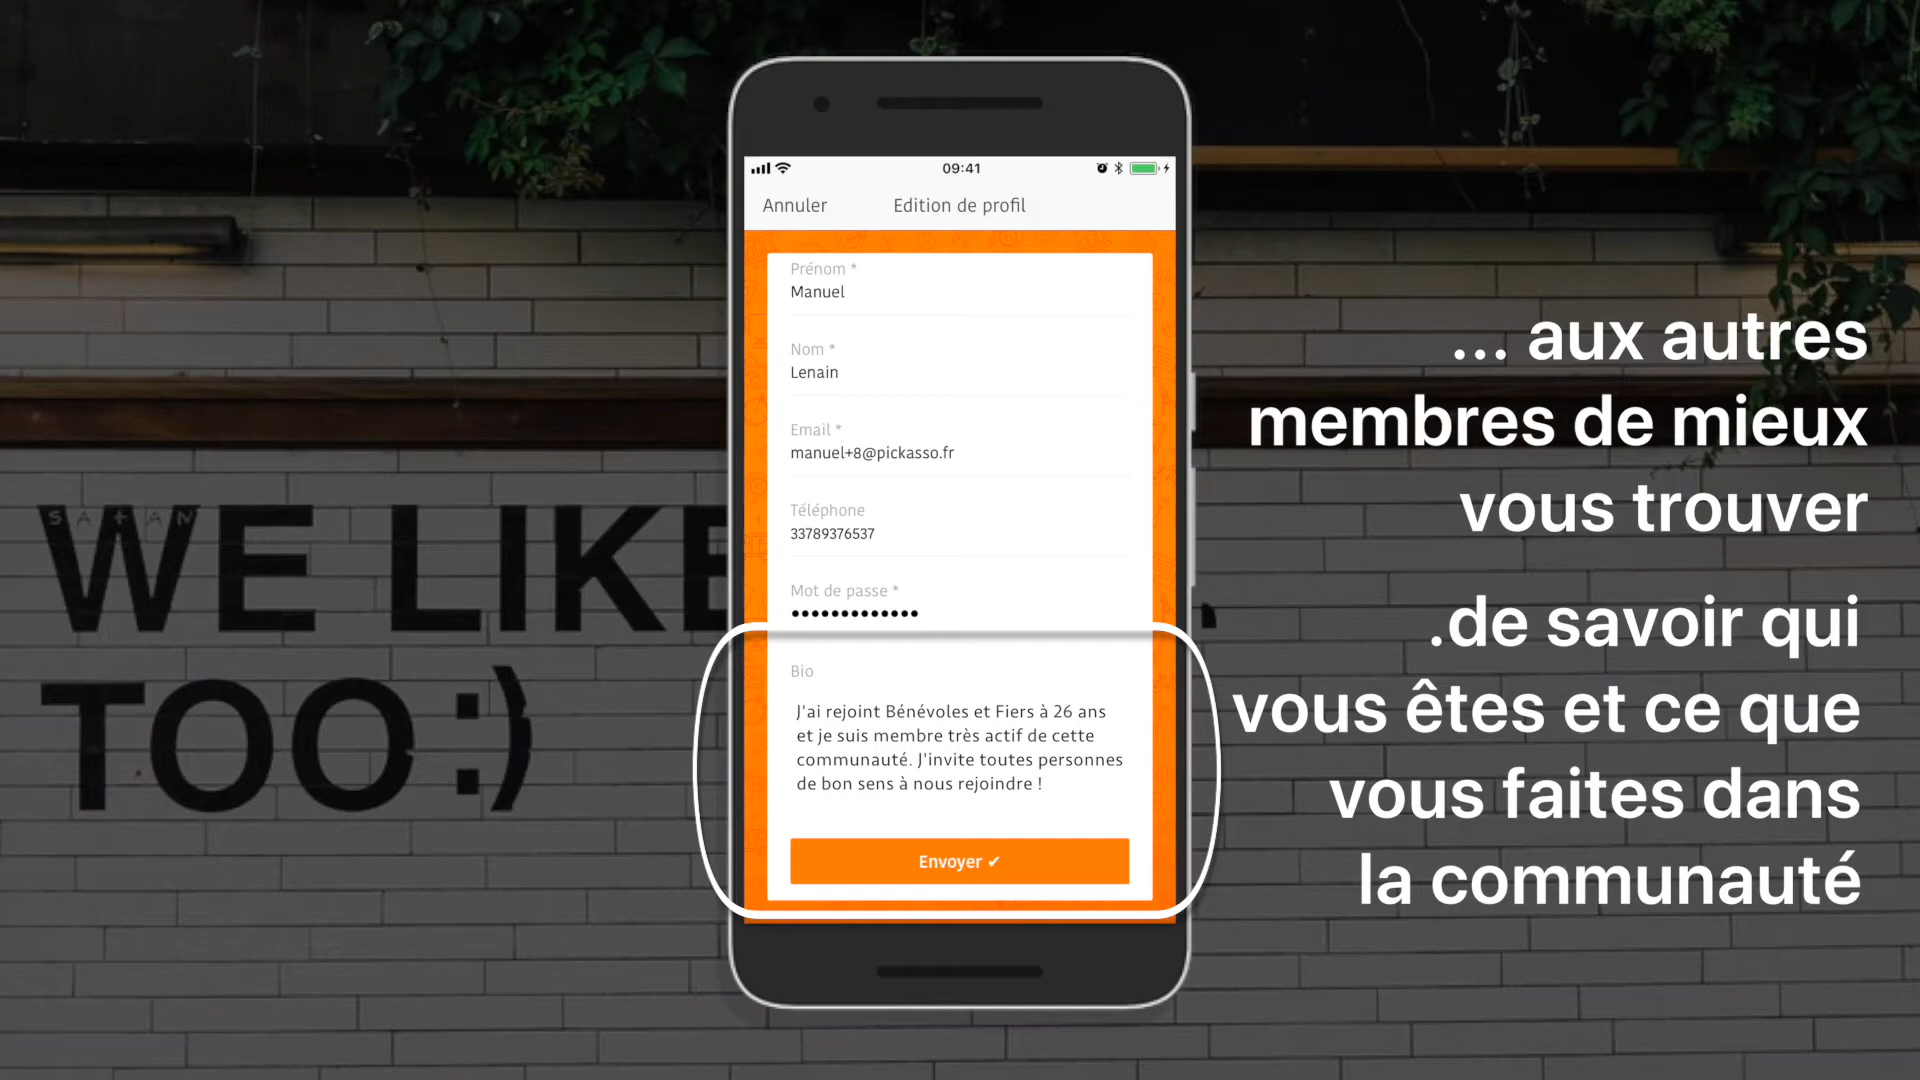 09:41
Annuler
Edition de profil
Prénom *
Manuel
Nom *
Lenain
Email *
manuel+8@pickasso.fr
Téléphone
33789376537
Mot de passe *
•••••••••••••
Bio
J'ai rejoint Bénévoles et Fiers à 26 ans
et je suis membre très actif de cette
communauté. J'invite toutes personnes
de bon sens à nous rejoindre !
Envoyer ✔
... aux autres
membres de mieux
vous trouver
.de savoir qui
vous êtes et ce que
vous faites dans
la communauté
SATAN
WE LIKE
TOO :)